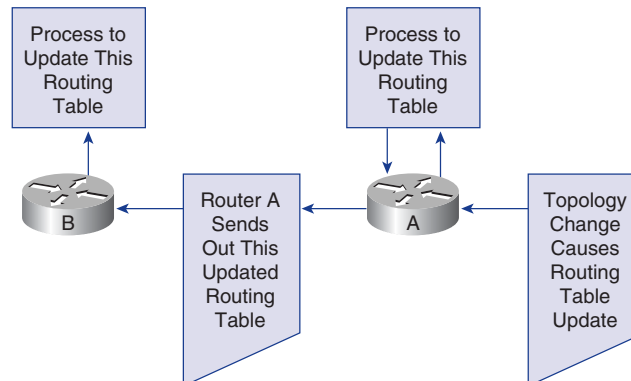 Process to
Update This
Routing
Table
Process to
Update This
Routing
Table
B
Router A
Sends
Out This
Updated
Routing
Table
A
Topology
Change
Causes
Routing
Table
Update